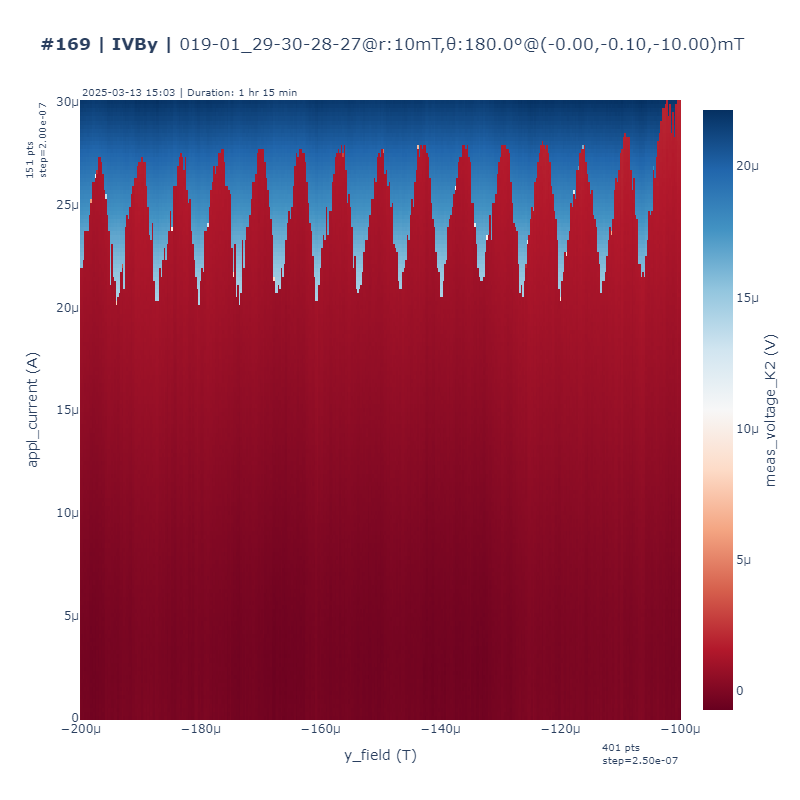 #169 | IVBy | 019-01_29-30-28-27@r:10mT,θ:180.0º@(-0.00,-0.10,-10.00)mT
2025-03-13 15:03 | Duration: 1 hr 15 min
151 pts
step=2.00e-07
30μ
25μ
20μ
15μ
10μ
5μ
0
appl_current (A)
−200μ
−180μ
−160μ
−140μ
−120μ
−100μ
y_field (T)
401 pts
step=2.50e-07
20μ
15μ
10μ
5μ
0
meas_voltage_K2 (V)